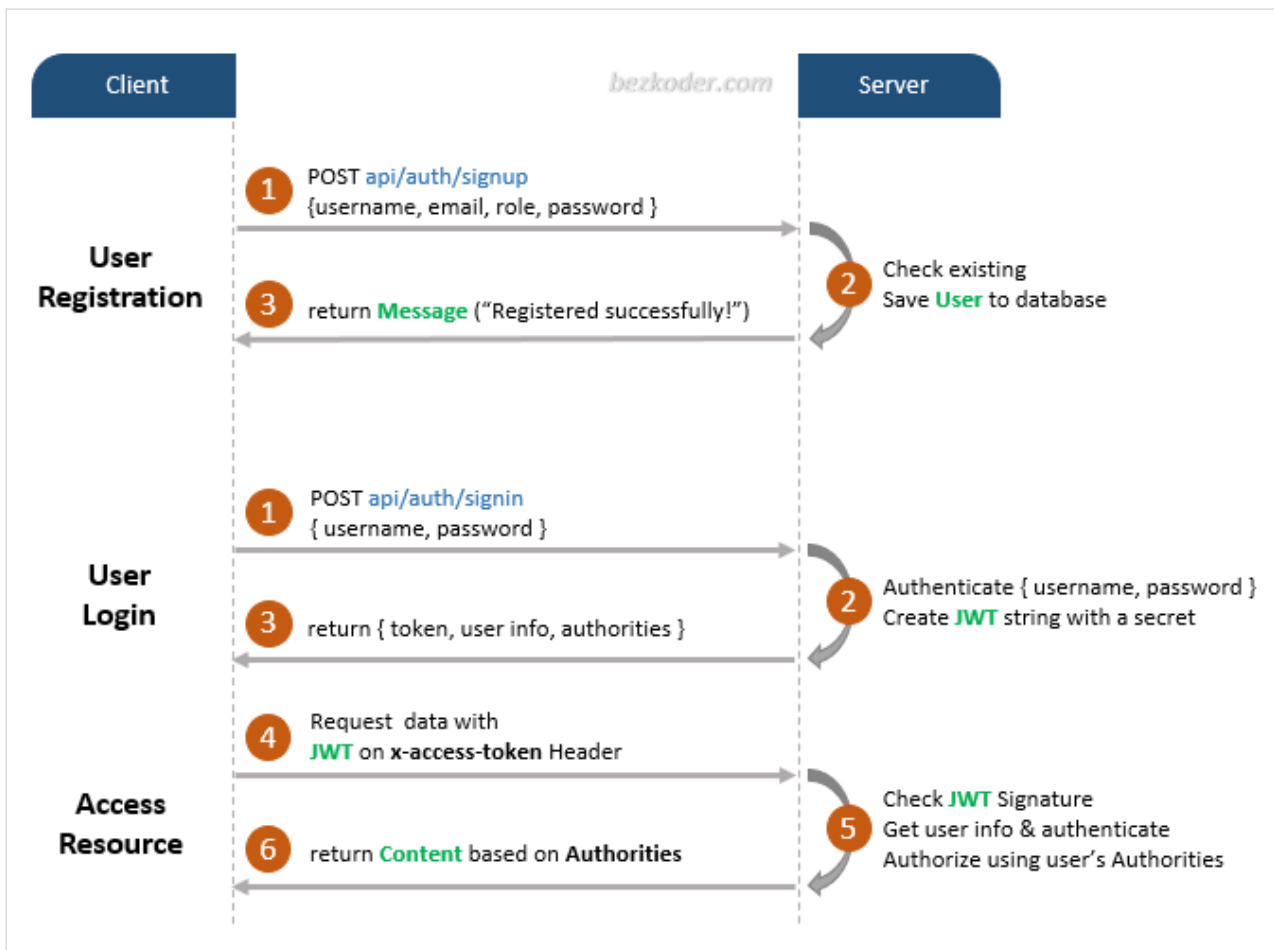 Client
bezkoder.com
Server
1
POST api/auth/signup
{username, email, role, password }
User
Registration
2
Check existing
Save User to database
3
return Message (“Registered successfully!”)
1
POST api/auth/signin
{ username, password }
User
Login
2
Authenticate { username, password }
Create JWT string with a secret
3
return { token, user info, authorities }
4
Request  data with
JWT on x-access-token Header
Access
Resource
5
Check JWT Signature
Get user info & authenticate
Authorize using user’s Authorities
6
return Content based on Authorities